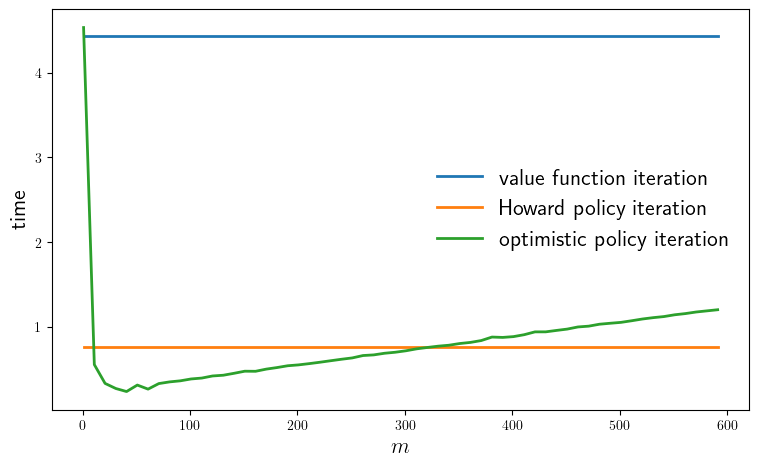 time
4
3
2
1
value function iteration
Howard policy iteration
optimistic policy iteration
0 100 200 300 400 500 600
m